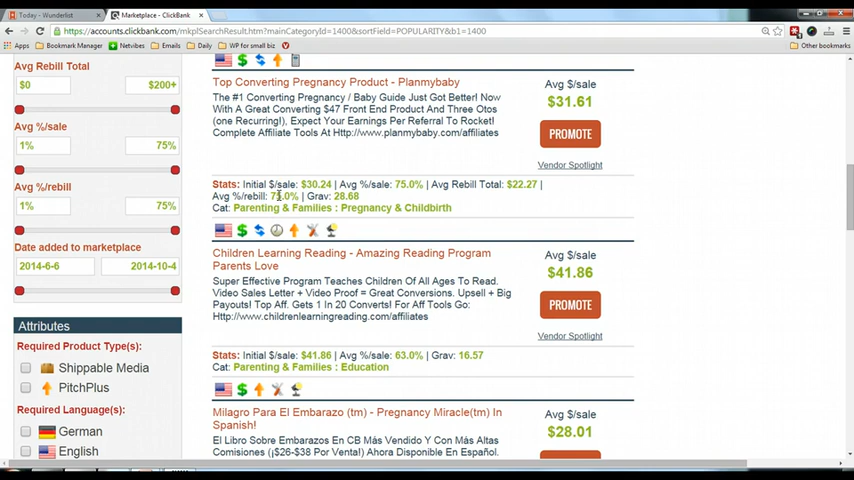 Today - Wunderlist
Marketplace - ClickBank
https://accounts.clickbank.com/mkplSearchResult.htm?mainCategoryId=1400&sortField=POPULARITY&b1=1400
Apps Bookmark Manager Netvibes Emails Daily WP for small biz Other bookmarks
Avg Rebill Total
$0 $200+
Avg %/sale
1% 75%
Avg %/rebill
1% 75%
Date added to marketplace
2014-6-6 2014-10-4
Attributes
Required Product Type(s):
Shippable Media
PitchPlus
Required Language(s):
German
English
Top Converting Pregnancy Product - Planmybaby
The #1 Converting Pregnancy / Baby Guide Just Got Better! Now
With A Great Converting $47 Front End Product And Three Otos
(one Recurring!), Expect Your Earnings Per Referral To Rocket!
Complete Affiliate Tools At Http://www.planmybaby.com/affiliates
Avg $/sale
$31.61
PROMOTE
Vendor Spotlight
Stats: Initial $/sale: $30.24 | Avg %/sale: 75.0% | Avg Rebill Total: $22.27 |
Avg %/rebill: 75.0% | Grav: 28.68
Cat: Parenting & Families : Pregnancy & Childbirth
Children Learning Reading - Amazing Reading Program
Parents Love
Super Effective Program Teaches Children Of All Ages To Read.
Video Sales Letter + Video Proof = Great Conversions. Upsell + Big
Payouts! Top Aff. Gets 1 In 20 Converts! For Aff Tools Go:
Http://www.childrenlearningreading.com/affiliates
Avg $/sale
$41.86
PROMOTE
Vendor Spotlight
Stats: Initial $/sale: $41.86 | Avg %/sale: 63.0% | Grav: 16.57
Cat: Parenting & Families : Education
Milagro Para El Embarazo (tm) - Pregnancy Miracle(tm) In
Spanish!
El Libro Sobre Embarazos En CB Más Vendido Y Con Más Altas
Comisiones (¡$26-$38 Por Venta!) Ahora Disponible En Español.
Avg $/sale
$28.01